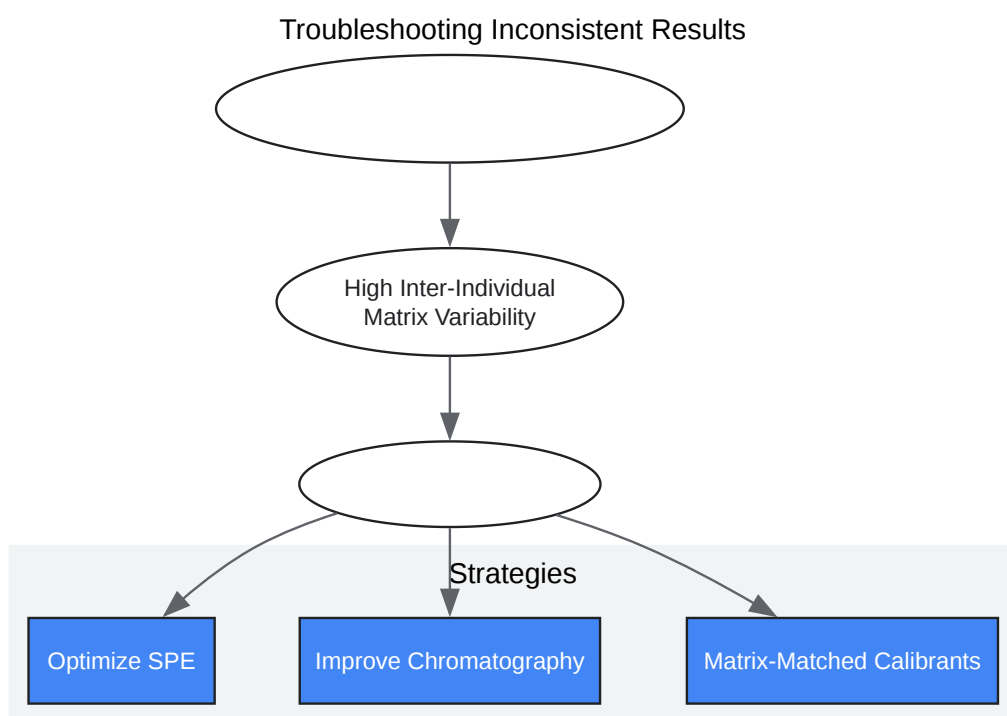 Troubleshooting Inconsistent Results
High Inter-Individual
Matrix Variability
Strategies
Optimize SPE
Improve Chromatography
Matrix-Matched Calibrants